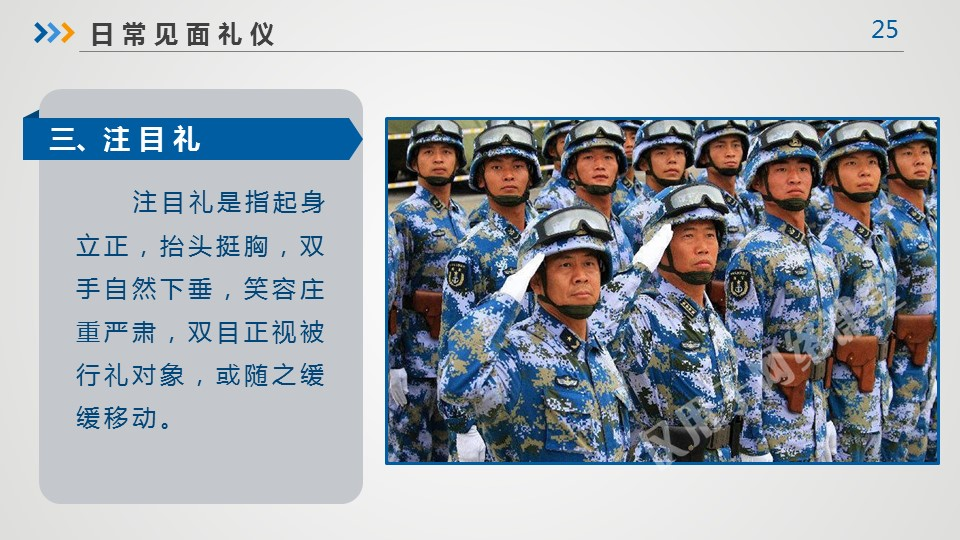 日常见面礼仪
25
三、注目礼
注目礼是指起身
立正，抬头挺胸，双
手自然下垂，笑容庄
重严肃，双目正视被
行礼对象，或随之缓
缓移动。